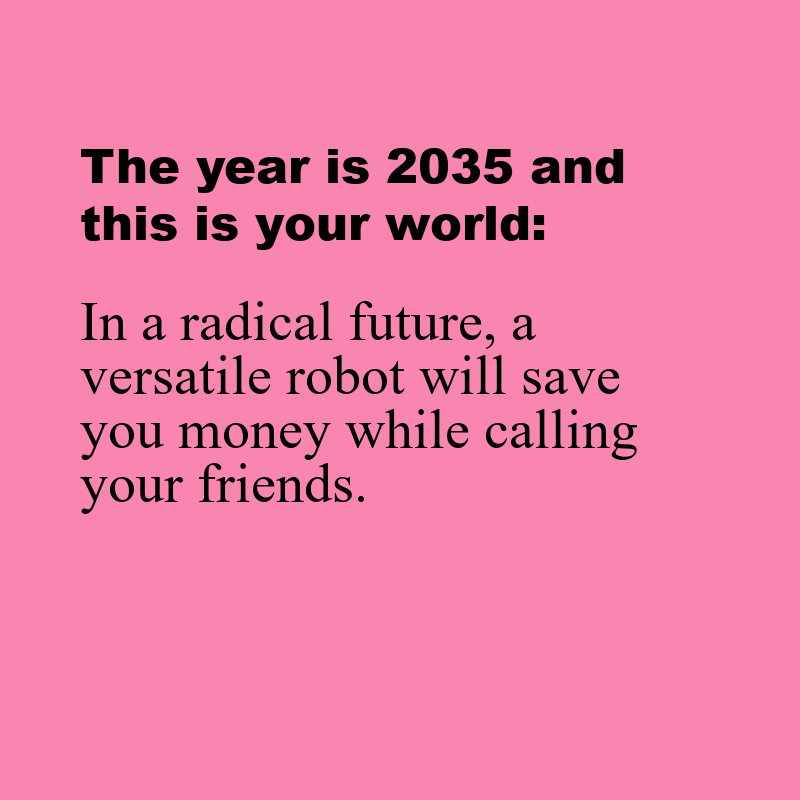 The year is 2035 and
this is your world:
In a radical future, a
versatile robot will save
you money while calling
your friends.